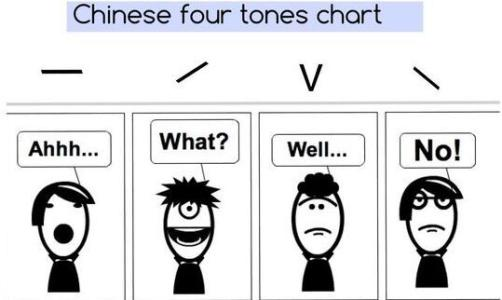 Chinese four tones chart
Ahhh...
What?
Well...
No!